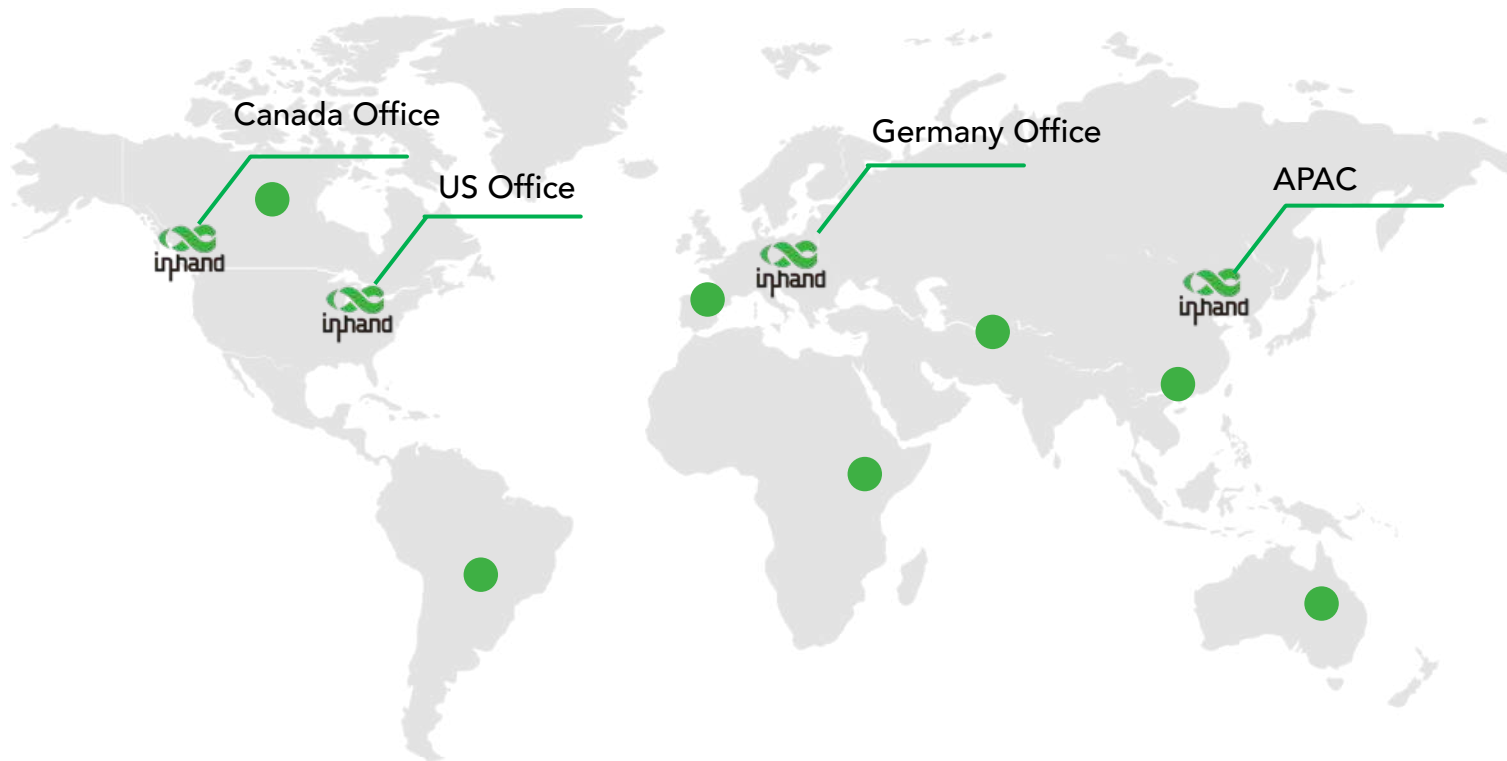 Canada Office
Germany Office
APAC
US Office
inhand
inhand
inhand
inhand